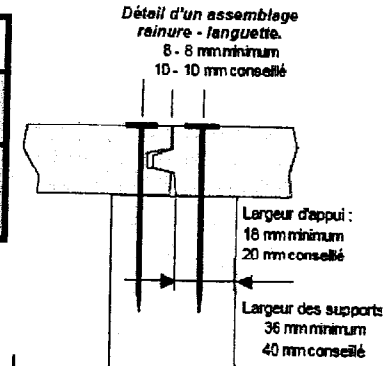 Détail d'un assemblage
rainure - languette.
8 - 8 mm minimum
10 - 10 mm conseillé
Largeur d'appui :
18 mm minimum
20 mm conseillé
Largeur des supports
36 mm minimum
40 mm conseillé